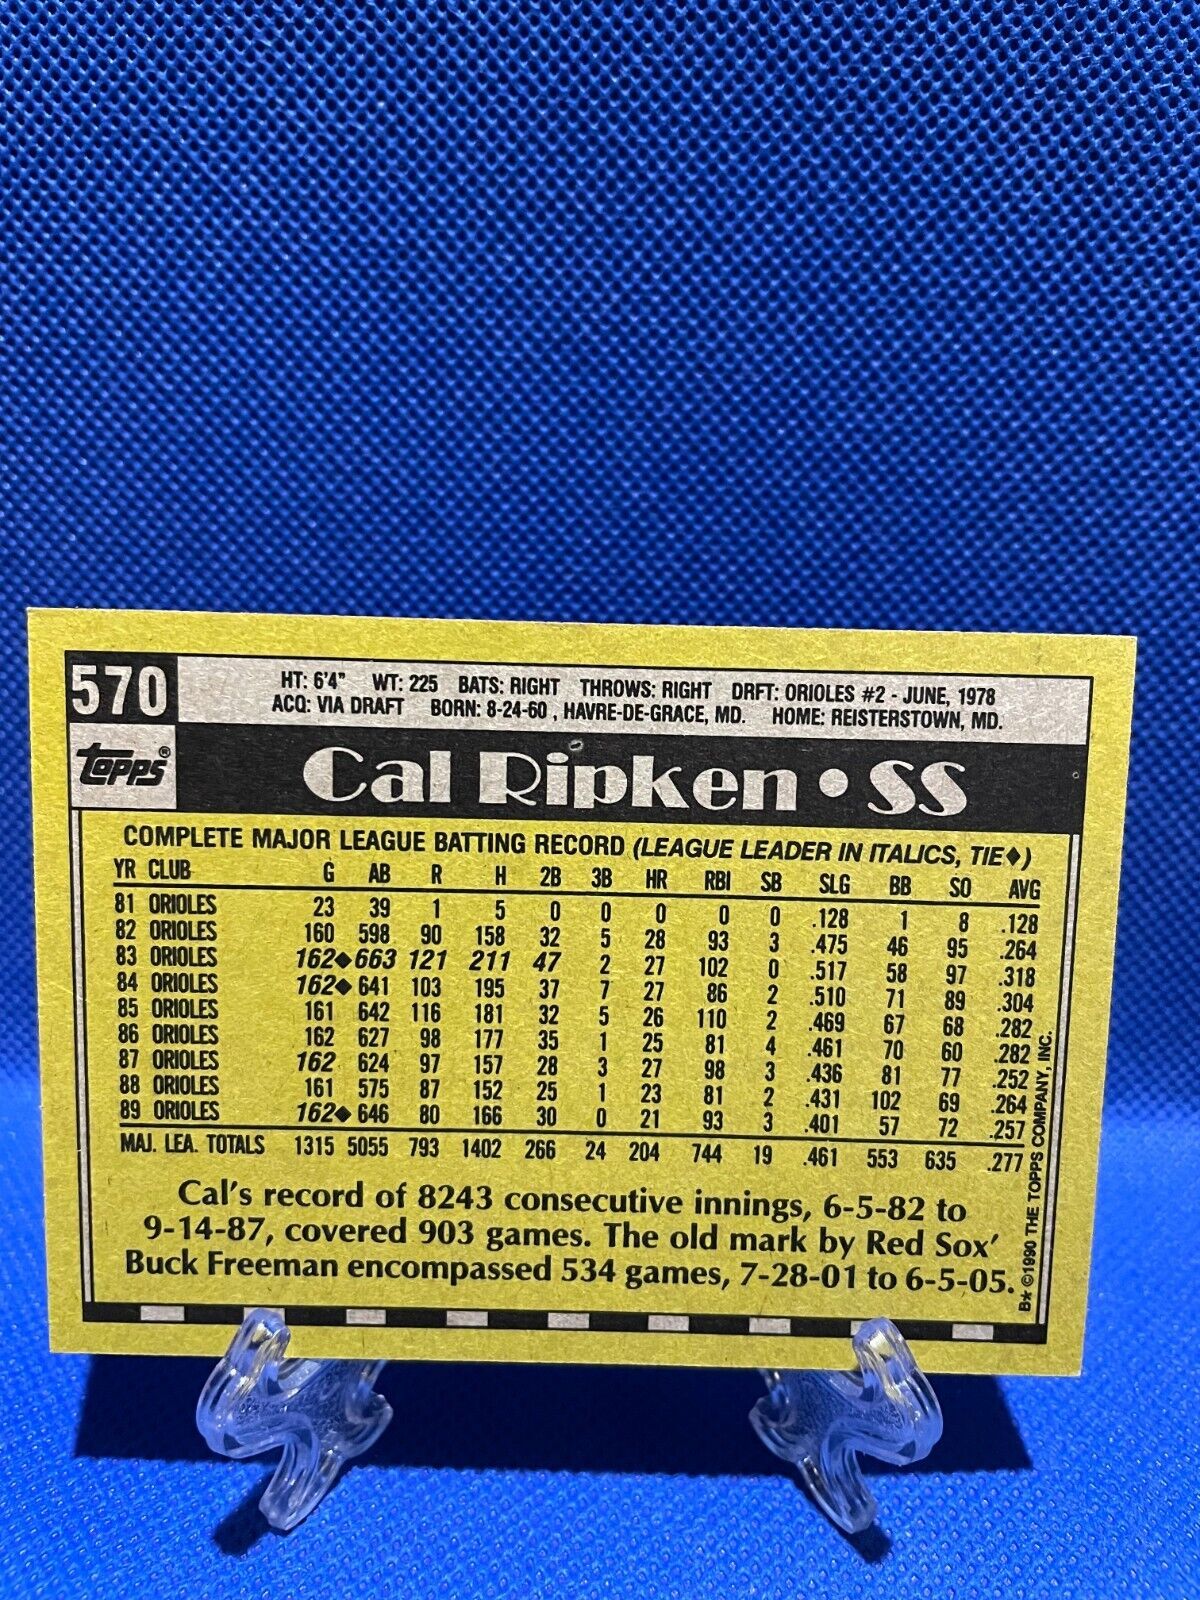 570
HT: 6'4" WT: 225 BATS: RIGHT THROWS: RIGHT DRFT: ORIOLES #2 - JUNE, 1978
ACQ: VIA DRAFT BORN: 8-24-60 , HAVRE-DE-GRACE, MD. HOME: REISTERSTOWN, MD.
topps®
Cal Ripken • SS
COMPLETE MAJOR LEAGUE BATTING RECORD (LEAGUE LEADER IN ITALICS, TIE♦)
YR CLUB G AB R H 2B 3B HR RBI SB SLG BB SO AVG
81 ORIOLES 23 39 1 5 0 0 0 0 0 .128 1 8 .128
82 ORIOLES 160 598 90 158 32 5 28 93 3 .475 46 95 .264
83 ORIOLES 162♦ 663 121 211 47 2 27 102 0 .517 58 97 .318
84 ORIOLES 162♦ 641 103 195 37 7 27 86 2 .510 71 89 .304
85 ORIOLES 161 642 116 181 32 5 26 110 2 .469 67 68 .282
86 ORIOLES 162 627 98 177 35 1 25 81 4 .461 70 60 .282
87 ORIOLES 162 624 97 157 28 3 27 98 3 .436 81 77 .252
88 ORIOLES 161 575 87 152 25 1 23 81 2 .431 102 69 .264
89 ORIOLES 162♦ 646 80 166 30 0 21 93 3 .401 57 72 .257
MAJ. LEA. TOTALS 1315 5055 793 1402 266 24 204 744 19 .461 553 635 .277
Cal's record of 8243 consecutive innings, 6-5-82 to
9-14-87, covered 903 games. The old mark by Red Sox'
Buck Freeman encompassed 534 games, 7-28-01 to 6-5-05.
B* ©1990 THE TOPPS COMPANY, INC.